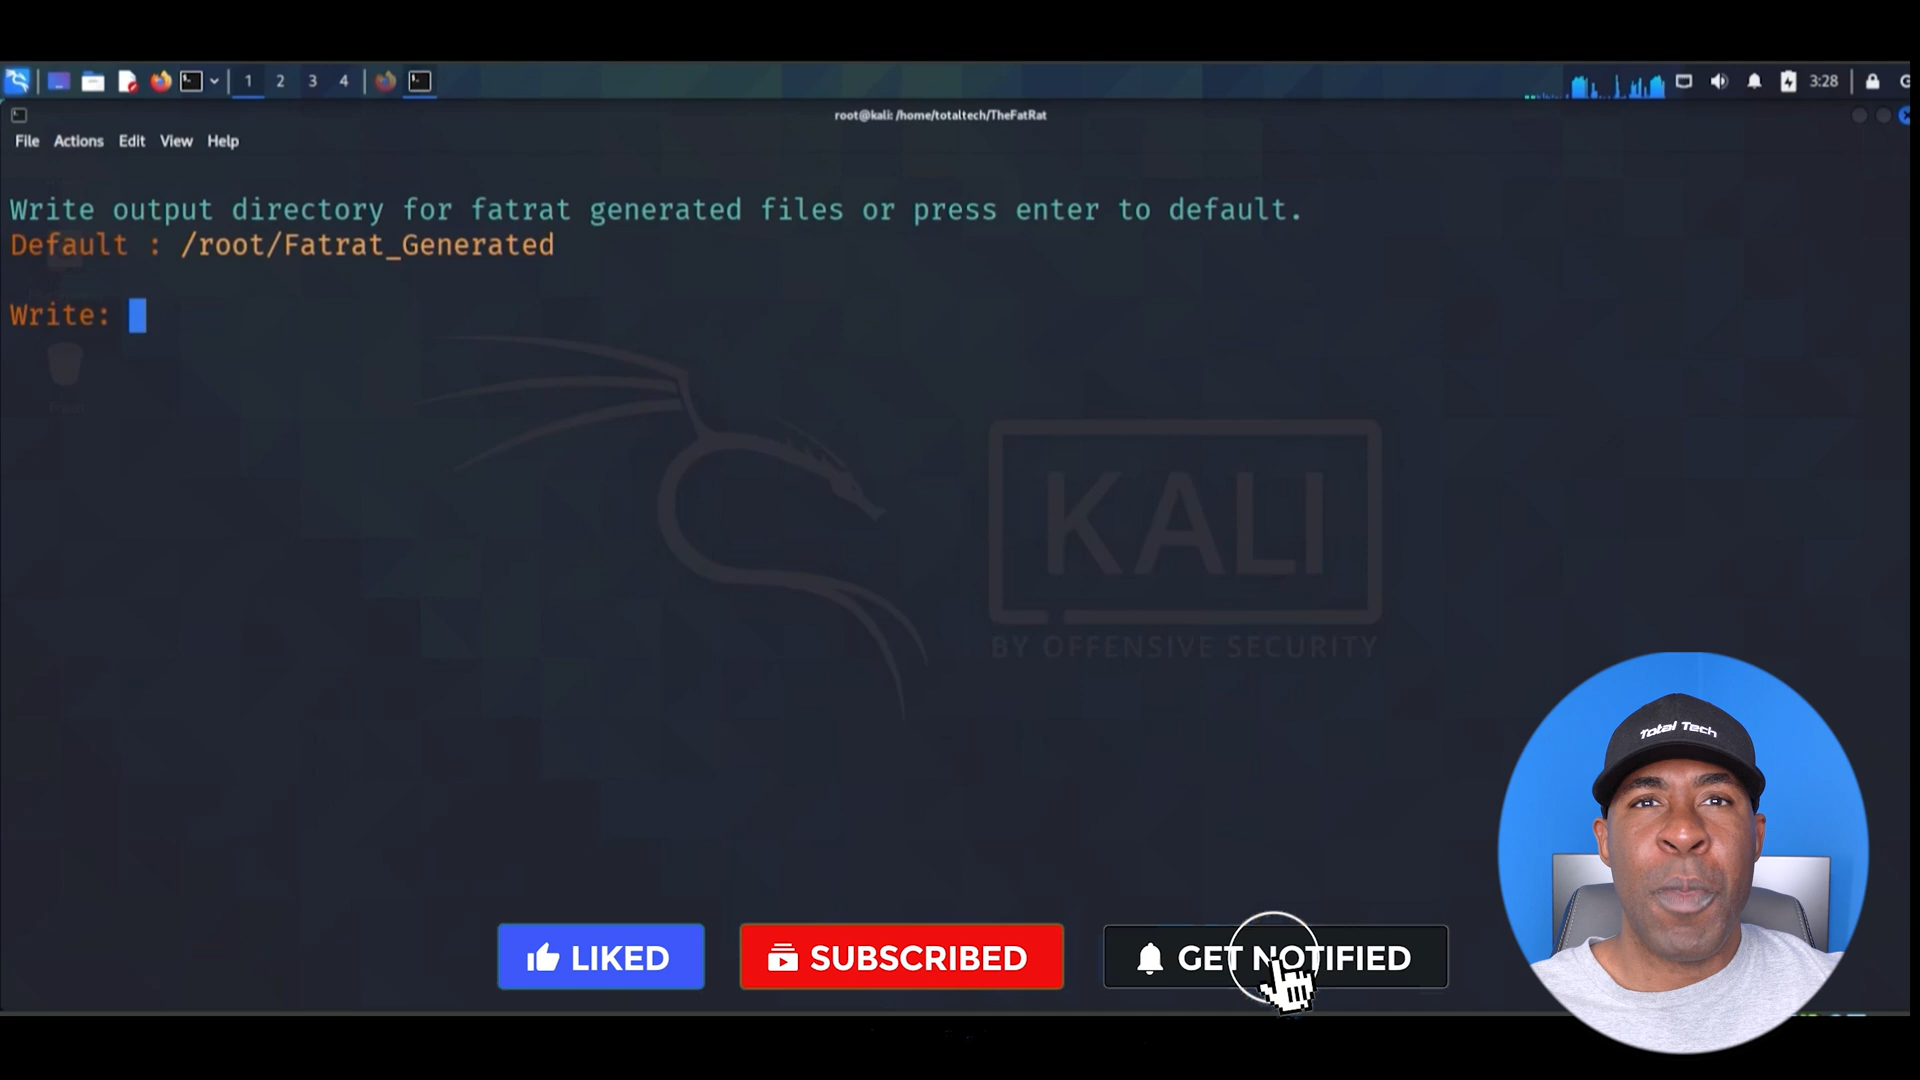 1 2 3 4
3:28
root@kali: /home/totaltech/TheFatRat
File Actions Edit View Help
Write output directory for fatrat generated files or press enter to default.
Default : /root/Fatrat_Generated
Write:
KALI
BY OFFENSIVE SECURITY
Total Tech
LIKED
SUBSCRIBED
GET NOTIFIED